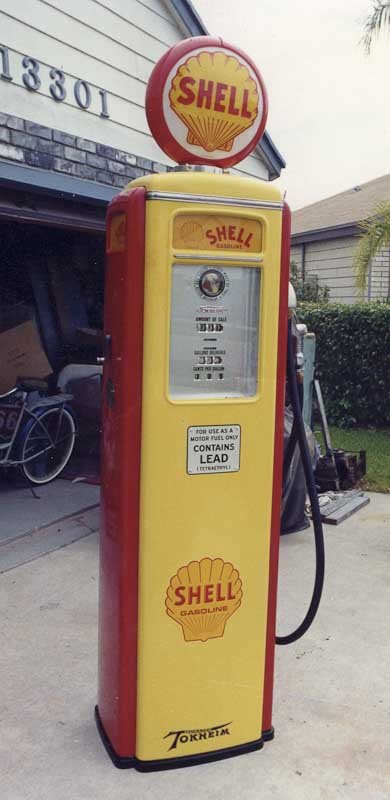 13301
SHELL
SHELL
GASOLINE
AMOUNT OF SALE
GALLONS DELIVERED
CENTS PER GALLON
FOR USE AS A
MOTOR FUEL ONLY
CONTAINS
LEAD
(TETRAETHYL)
SHELL
GASOLINE
TOKHEIM
66